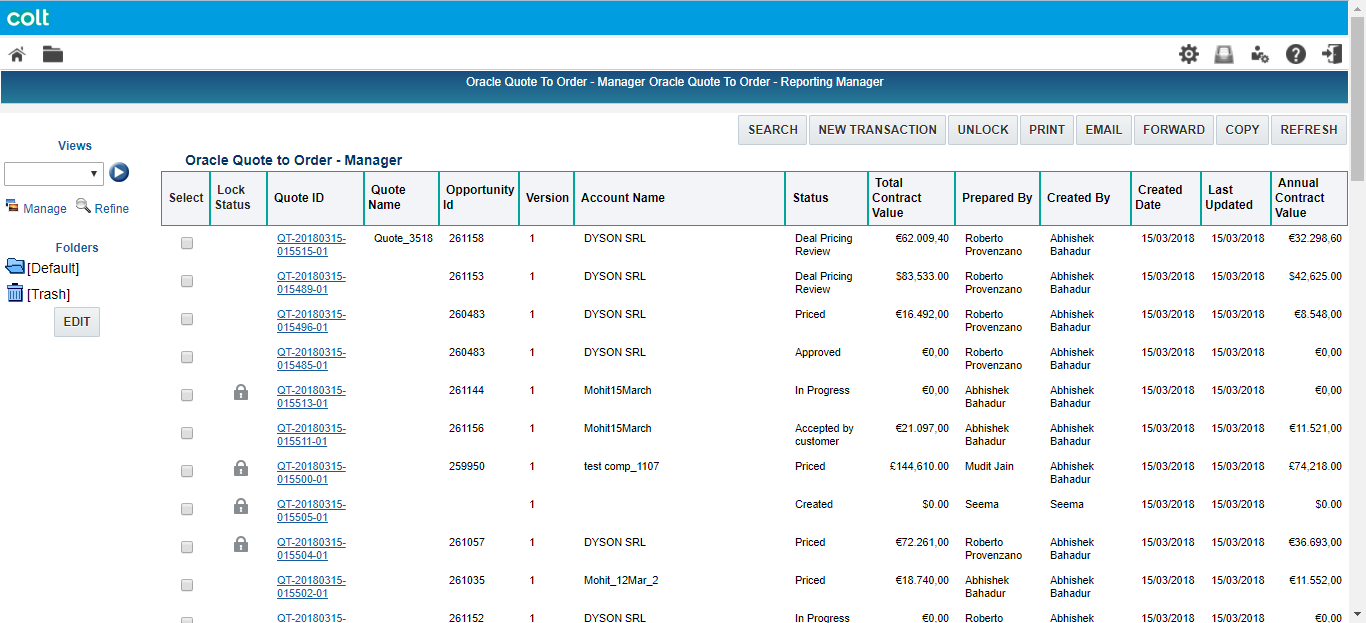 colt
Oracle Quote To Order - Manager Oracle Quote To Order - Reporting Manager
SEARCH NEW TRANSACTION UNLOCK PRINT EMAIL FORWARD COPY REFRESH
Views
Manage Refine
Folders
[Default]
[Trash]
EDIT
Oracle Quote to Order - Manager
Select Lock Status Quote ID Quote Name Opportunity Id Version Account Name Status Total Contract Value Prepared By Created By Created Date Last Updated Annual Contract Value
QT-20180315- Quote_3518 261158 1 DYSON SRL Deal Pricing €62.009,40 Roberto Abhishek 15/03/2018 15/03/2018 €32.298,60
015515-01 Review Provenzano Bahadur
QT-20180315- 261153 1 DYSON SRL Deal Pricing $83,533.00 Roberto Abhishek 15/03/2018 15/03/2018 $42,625.00
015489-01 Review Provenzano Bahadur
QT-20180315- 260483 1 DYSON SRL Priced €16.492,00 Roberto Abhishek 15/03/2018 15/03/2018 €8.548,00
015496-01 Provenzano Bahadur
QT-20180315- 260483 1 DYSON SRL Approved €0,00 Roberto Abhishek 15/03/2018 15/03/2018 €0,00
015485-01 Provenzano Bahadur
QT-20180315- 261144 1 Mohit15March In Progress €0,00 Abhishek Abhishek 15/03/2018 15/03/2018 €0,00
015513-01 Bahadur Bahadur
QT-20180315- 261156 1 Mohit15March Accepted by €21.097,00 Abhishek Abhishek 15/03/2018 15/03/2018 €11.521,00
015511-01 customer Bahadur Bahadur
QT-20180315- 259950 1 test comp_1107 Priced £144,610.00 Mudit Jain Abhishek 15/03/2018 15/03/2018 £74,218.00
015500-01 Bahadur
QT-20180315- 1 Created $0.00 Seema Seema 15/03/2018 15/03/2018 $0.00
015505-01
QT-20180315- 261057 1 DYSON SRL Priced €72.261,00 Roberto Abhishek 15/03/2018 15/03/2018 €36.693,00
015504-01 Provenzano Bahadur
QT-20180315- 261035 1 Mohit_12Mar_2 Priced €18.740,00 Abhishek Abhishek 15/03/2018 15/03/2018 €11.552,00
015502-01 Bahadur Bahadur
QT-20180315- 261152 1 DYSON SRL In Progress €0,00 Roberto Abhishek 15/03/2018 15/03/2018 €0,00